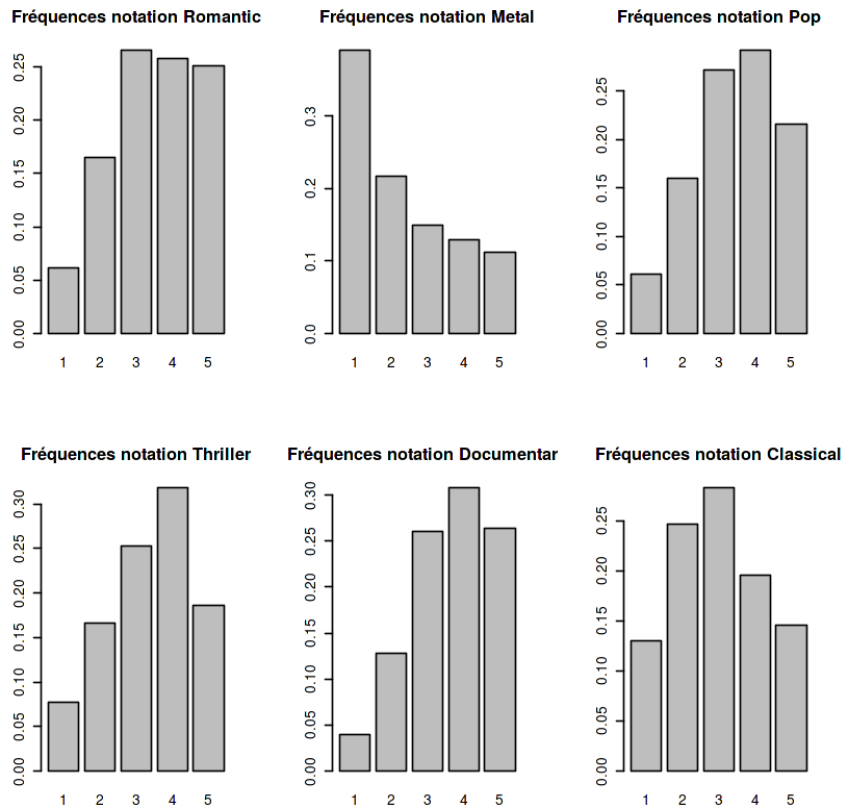 Fréquences notation Romantic
0.00 0.05 0.10 0.15 0.20 0.25
1 2 3 4 5
Fréquences notation Metal
0.0 0.1 0.2 0.3
1 2 3 4 5
Fréquences notation Pop
0.00 0.05 0.10 0.15 0.20 0.25
1 2 3 4 5
Fréquences notation Thriller
0.00 0.05 0.10 0.15 0.20 0.25 0.30
1 2 3 4 5
Fréquences notation Documentar
0.00 0.05 0.10 0.15 0.20 0.25 0.30
1 2 3 4 5
Fréquences notation Classical
0.00 0.05 0.10 0.15 0.20 0.25
1 2 3 4 5